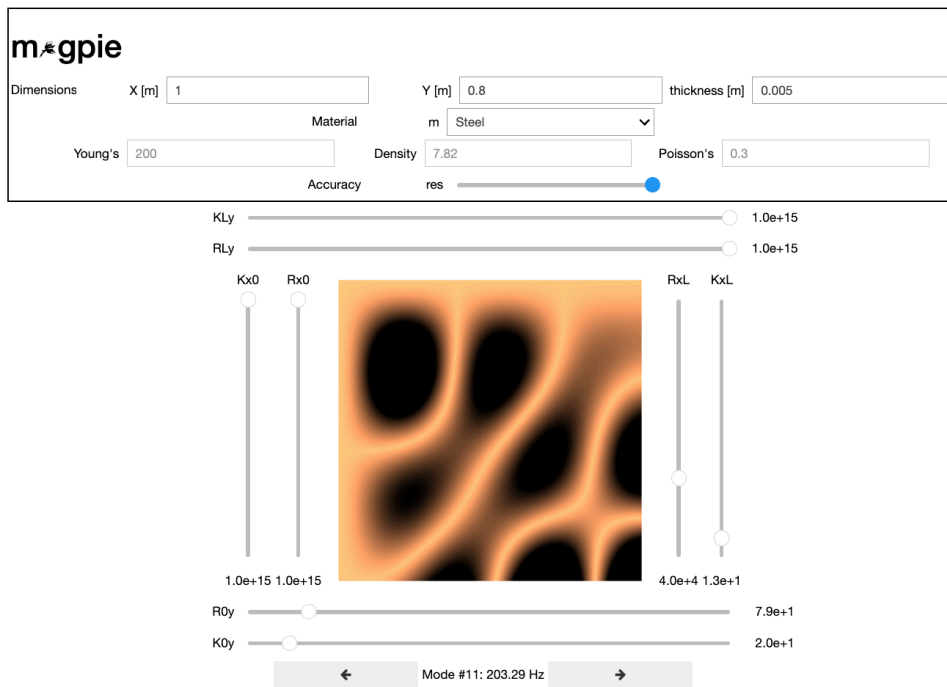 magpie
Dimensions X [m] 1 Y [m] 0.8 thickness [m] 0.005
Material m Steel
Young's 200 Density 7.82 Poisson's 0.3
Accuracy res
KLy 1.0e+15
RLy 1.0e+15
Kx0 Rx0 RxL KxL
1.0e+15 1.0e+15 4.0e+4 1.3e+1
R0y 7.9e+1
K0y 2.0e+1
Mode #11: 203.29 Hz